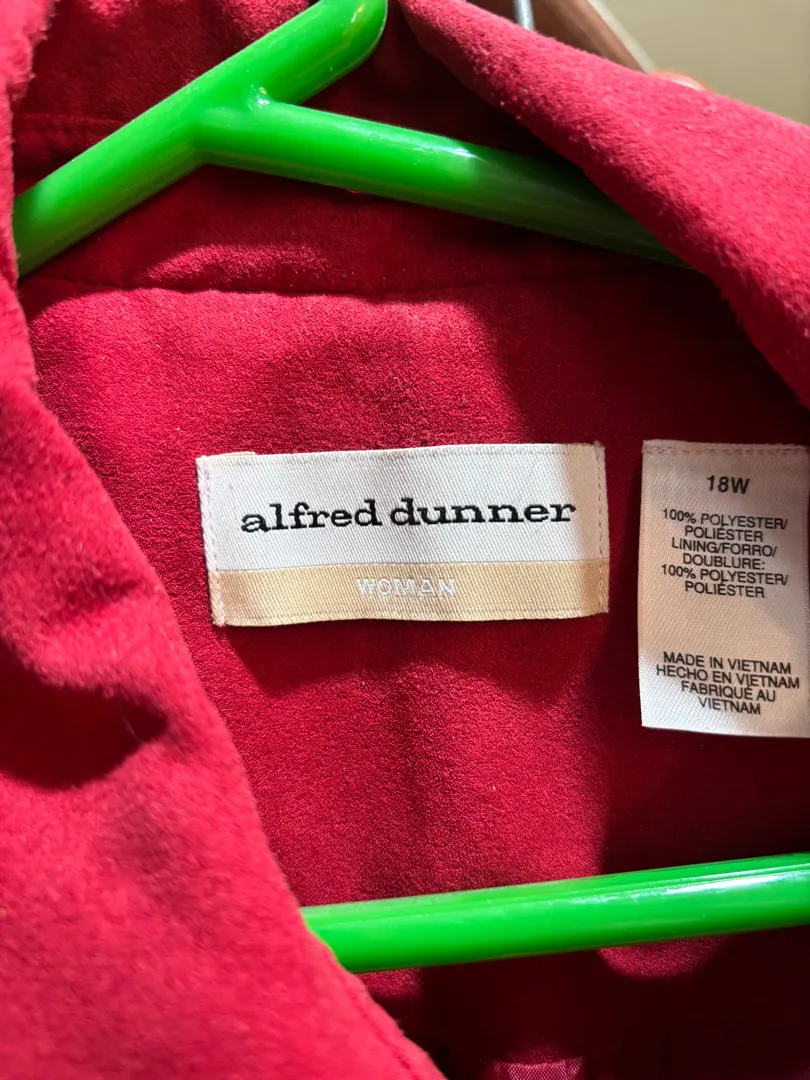 alfred dunner
WOMAN
18W
100% POLYESTER/
POLIÉSTER
LINING/FORRO/
DOUBLURE:
100% POLYESTER/
POLIÉSTER
MADE IN VIETNAM
HECHO EN VIETNAM
FABRIQUÉ AU
VIETNAM